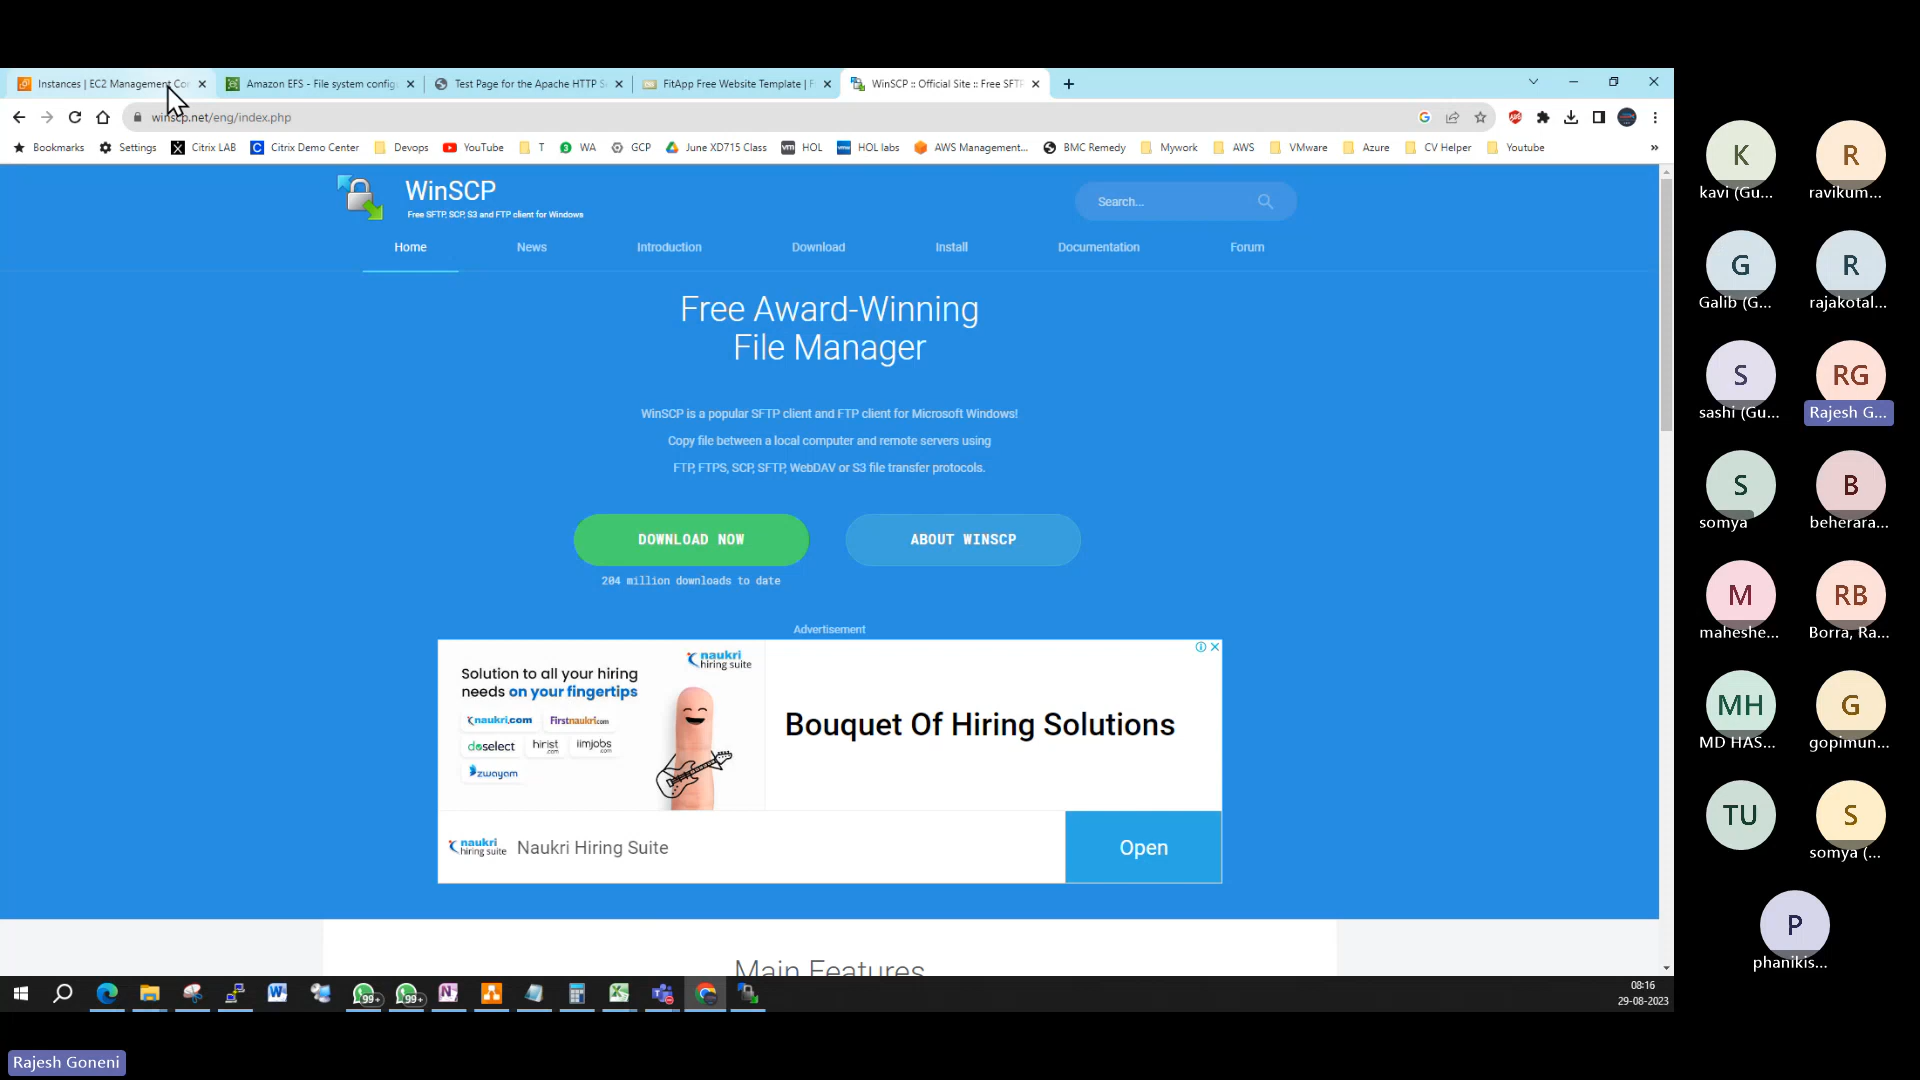 Instances | EC2 Management Con
Amazon EFS - File system config
Test Page for the Apache HTTP S
FitApp Free Website Template | F
WinSCP :: Official Site :: Free SFTP
winscp.net/eng/index.php
Bookmarks
Settings
Citrix LAB
Citrix Demo Center
Devops
YouTube
T
WA
GCP
June XD715 Class
HOL
HOL labs
AWS Management...
BMC Remedy
Mywork
AWS
VMware
Azure
CV Helper
Youtube
WinSCP
Free SFTP, SCP, S3 and FTP client for Windows
Search...
Home
News
Introduction
Download
Install
Documentation
Forum
Free Award-Winning
File Manager
WinSCP is a popular SFTP client and FTP client for Microsoft Windows!
Copy file between a local computer and remote servers using
FTP, FTPS, SCP, SFTP, WebDAV or S3 file transfer protocols.
DOWNLOAD NOW
ABOUT WINSCP
204 million downloads to date
Advertisement
naukri
hiring suite
Solution to all your hiring
needs on your fingertips
naukri.com
Firstnaukri.com
doselect
hirist
.com
iimjobs
.com
zwayam
Bouquet Of Hiring Solutions
naukri
hiring suite
Naukri Hiring Suite
Open
Main Features
99+
99+
08:16
29-08-2023
K
kavi (Gu...
R
ravikum...
G
Galib (G...
R
rajakotal...
S
sashi (Gu...
RG
Rajesh G...
S
somya
B
beherara...
M
maheshe...
RB
Borra, Ra...
MH
MD HAS...
G
gopimun...
TU
S
somya (...
P
phanikis...
Rajesh Goneni